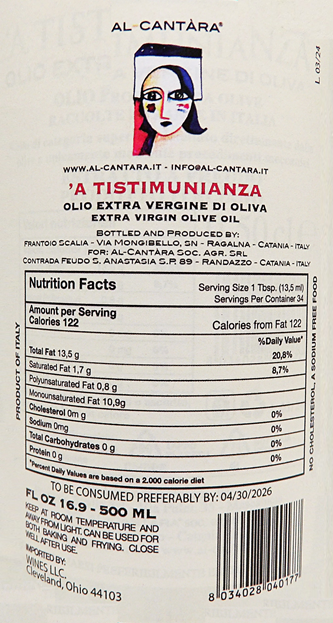 AL-CANTÀRA®
L. 03/24
WWW.AL-CANTARA.IT - INFO@AL-CANTARA.IT
'A TISTIMUNIANZA
OLIO EXTRA VERGINE DI OLIVA
EXTRA VIRGIN OLIVE OIL
BOTTLED AND PRODUCED BY:
FRANTOIO SCALIA - VIA MONGIBELLO, SN - RAGALNA - CATANIA - ITALY
FOR: AL-CANTÀRA SOC. AGR. SRL
CONTRADA FEUDO S. ANASTASIA S.P. 89 - RANDAZZO - CATANIA - ITALY
Nutrition Facts
Serving Size 1 Tbsp. (13,5 ml)
Servings Per Container 34
Amount per Serving
Calories 122 Calories from Fat 122
%Daily Value*
Total Fat 13,5 g 20,8%
Saturated Fat 1,7 g 8,7%
Polyunsaturated Fat 0,8 g
Monounsaturated Fat 10,9g
Cholesterol 0m g 0%
Sodium 0mg 0%
Total Carbohydrates 0 g 0%
Protein 0 g 0%
*Percent Daily Values are based on a 2.000 calorie diet
PRODUCT OF ITALY
NO CHOLESTEROL, A SODIUM FREE FOOD
TO BE CONSUMED PREFERABLY BY: 04/30/2026
FL OZ 16.9 - 500 ML
KEEP AT ROOM TEMPERATURE AND
AWAY FROM LIGHT. CAN BE USED FOR
BOTH BAKING AND FRYING. CLOSE
WELL AFTER USE.
IMPORTED BY:
WINES LLC.
Cleveland, Ohio 44103
8 034028 040177